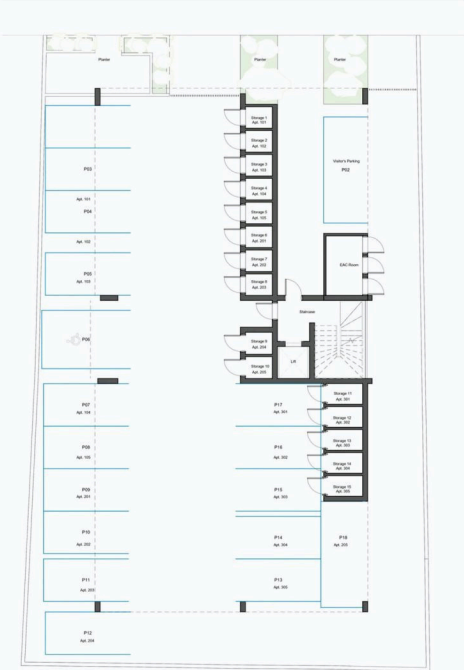 Planter
Planter
Planter
Storage 1
Apt. 101
Storage 2
Apt. 102
Storage 3
Apt. 103
Storage 4
Apt. 104
Storage 5
Apt. 105
Storage 6
Apt. 201
Storage 7
Apt. 202
Storage 8
Apt. 203
Visitor's Parking
P02
P03
Apt. 101
P04
Apt. 102
P05
Apt. 103
EAC Room
Staircase
P06
Storage 9
Apt. 204
Storage 10
Apt. 205
Lift
P07
Apt. 104
P08
Apt. 105
P09
Apt. 201
P10
Apt. 202
P11
Apt. 203
P12
Apt. 204
P17
Apt. 301
P16
Apt. 302
P15
Apt. 303
P14
Apt. 304
P13
Apt. 302
Storage 11
Apt. 301
Storage 12
Apt. 302
Storage 13
Apt. 303
Storage 14
Apt. 304
Storage 15
Apt. 305
P18
Apt. 205